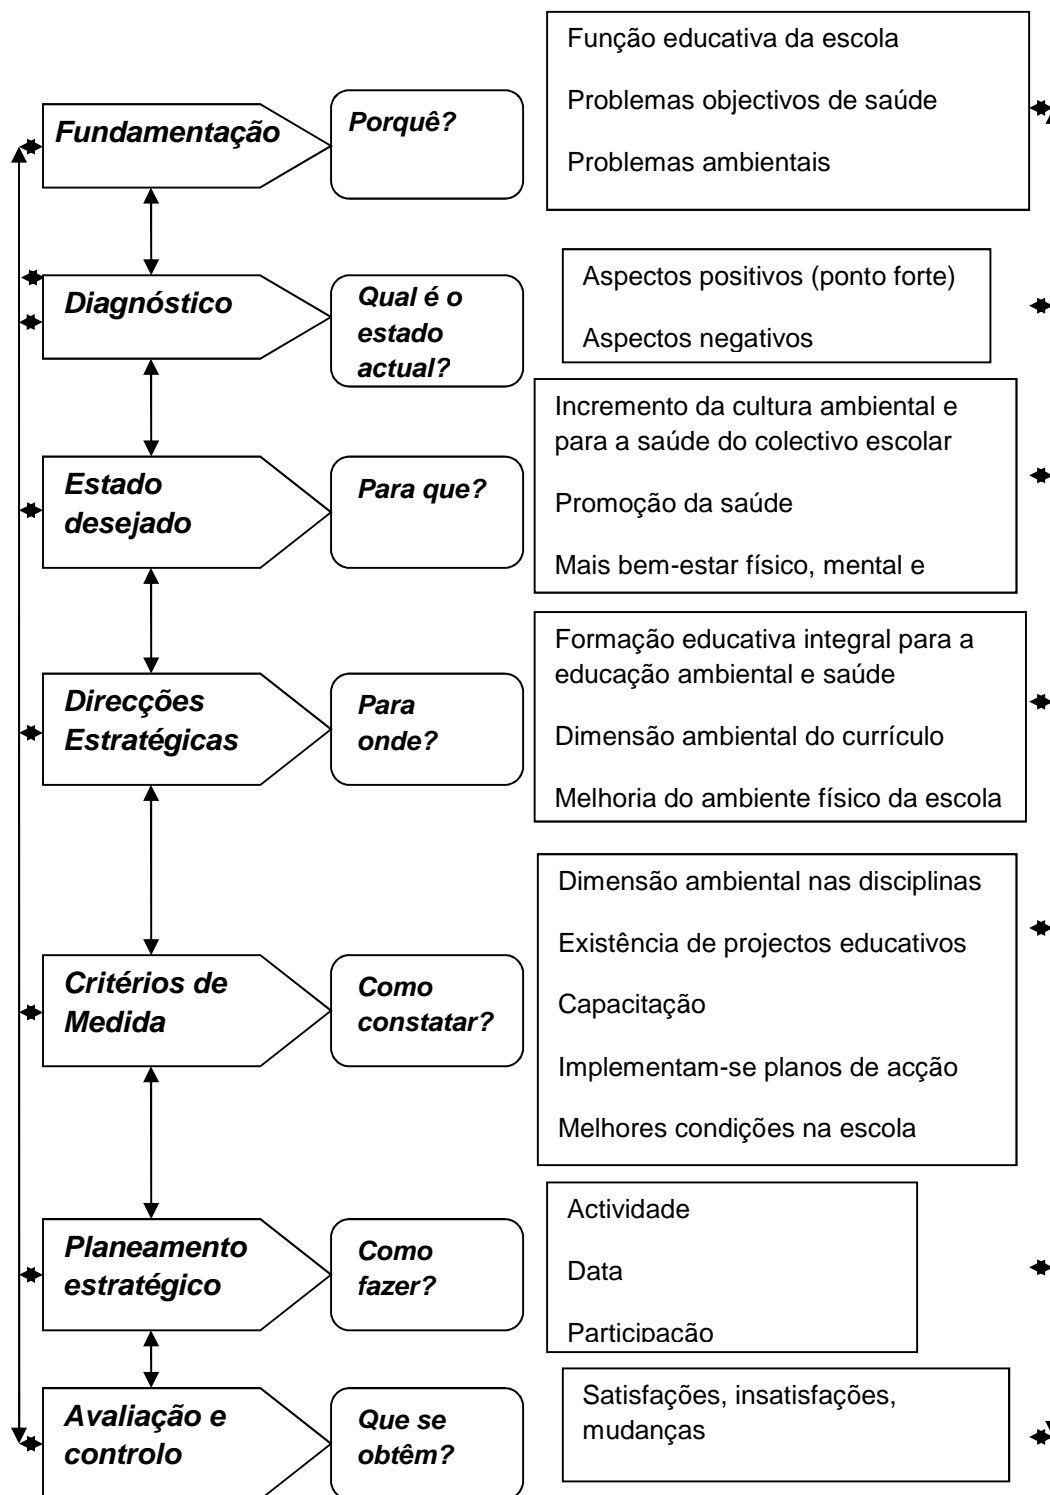 Fundamentação
Porquê?
Função educativa da escola
Problemas objectivos de saúde
Problemas ambientais
Diagnóstico
Qual é o
estado
actual?
Aspectos positivos (ponto forte)
Aspectos negativos
Estado
desejado
Para que?
Incremento da cultura ambiental e
para a saúde do colectivo escolar
Promoção da saúde
Mais bem-estar físico, mental e
Direcções
Estratégicas
Para
onde?
Formação educativa integral para a
educação ambiental e saúde
Dimensão ambiental do currículo
Melhoria do ambiente físico da escola
Critérios de
Medida
Como
constatar?
Dimensão ambiental nas disciplinas
Existência de projectos educativos
Capacitação
Implementam-se planos de acção
Melhores condições na escola
Planeamento
estratégico
Como
fazer?
Actividade
Data
Participação
Avaliação e
controlo
Que se
obtêm?
Satisfações, insatisfações,
mudanças